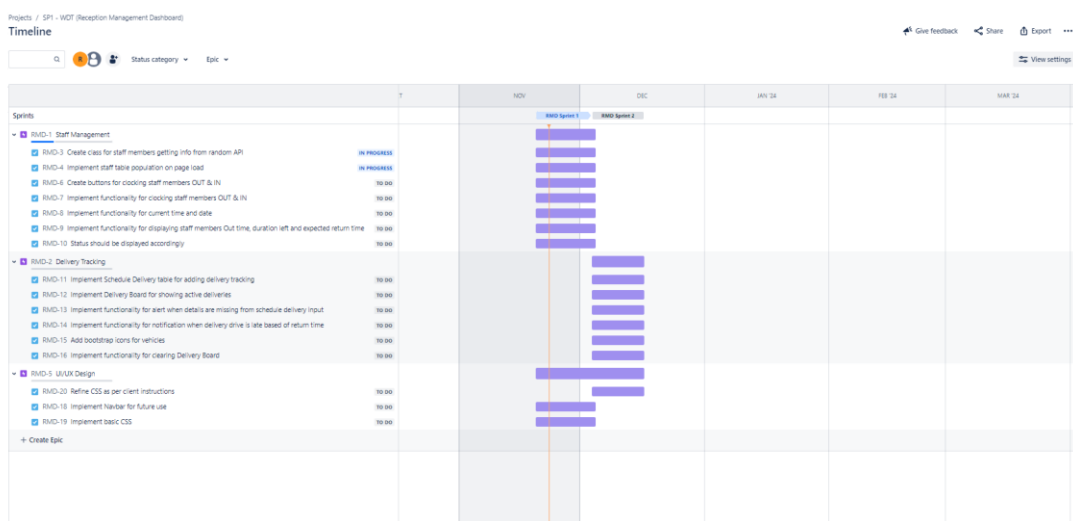 Projects / SP1 - WDT (Reception Management Dashboard)
Timeline
Give feedback Share Export
R Status category Epic View settings
7 NOV DEC JAN '24 FEB '24 MAR '24
Sprints RMD Sprint 1 RMD Sprint 2
RMD-1 Staff Management
RMD-3 Create class for staff members getting info from random API IN PROGRESS
RMD-4 Implement staff table population on page load IN PROGRESS
RMD-6 Create buttons for clocking staff members OUT & IN TO DO
RMD-7 Implement functionality for clocking staff members OUT & IN TO DO
RMD-8 Implement functionality for current time and date TO DO
RMD-9 Implement functionality for displaying staff members Out time, duration left and expected return time TO DO
RMD-10 Status should be displayed accordingly TO DO
RMD-2 Delivery Tracking
RMD-11 Implement Schedule Delivery table for adding delivery tracking TO DO
RMD-12 Implement Delivery Board for showing active deliveries TO DO
RMD-13 Implement functionality for alert when details are missing from schedule delivery input TO DO
RMD-14 Implement functionality for notification when delivery drive is late based of return time TO DO
RMD-15 Add bootstrap icons for vehicles TO DO
RMD-16 Implement functionality for clearing Delivery Board TO DO
RMD-5 UI/UX Design
RMD-20 Refine CSS as per client instructions TO DO
RMD-18 Implement Navbar for future use TO DO
RMD-19 Implement basic CSS TO DO
+ Create Epic